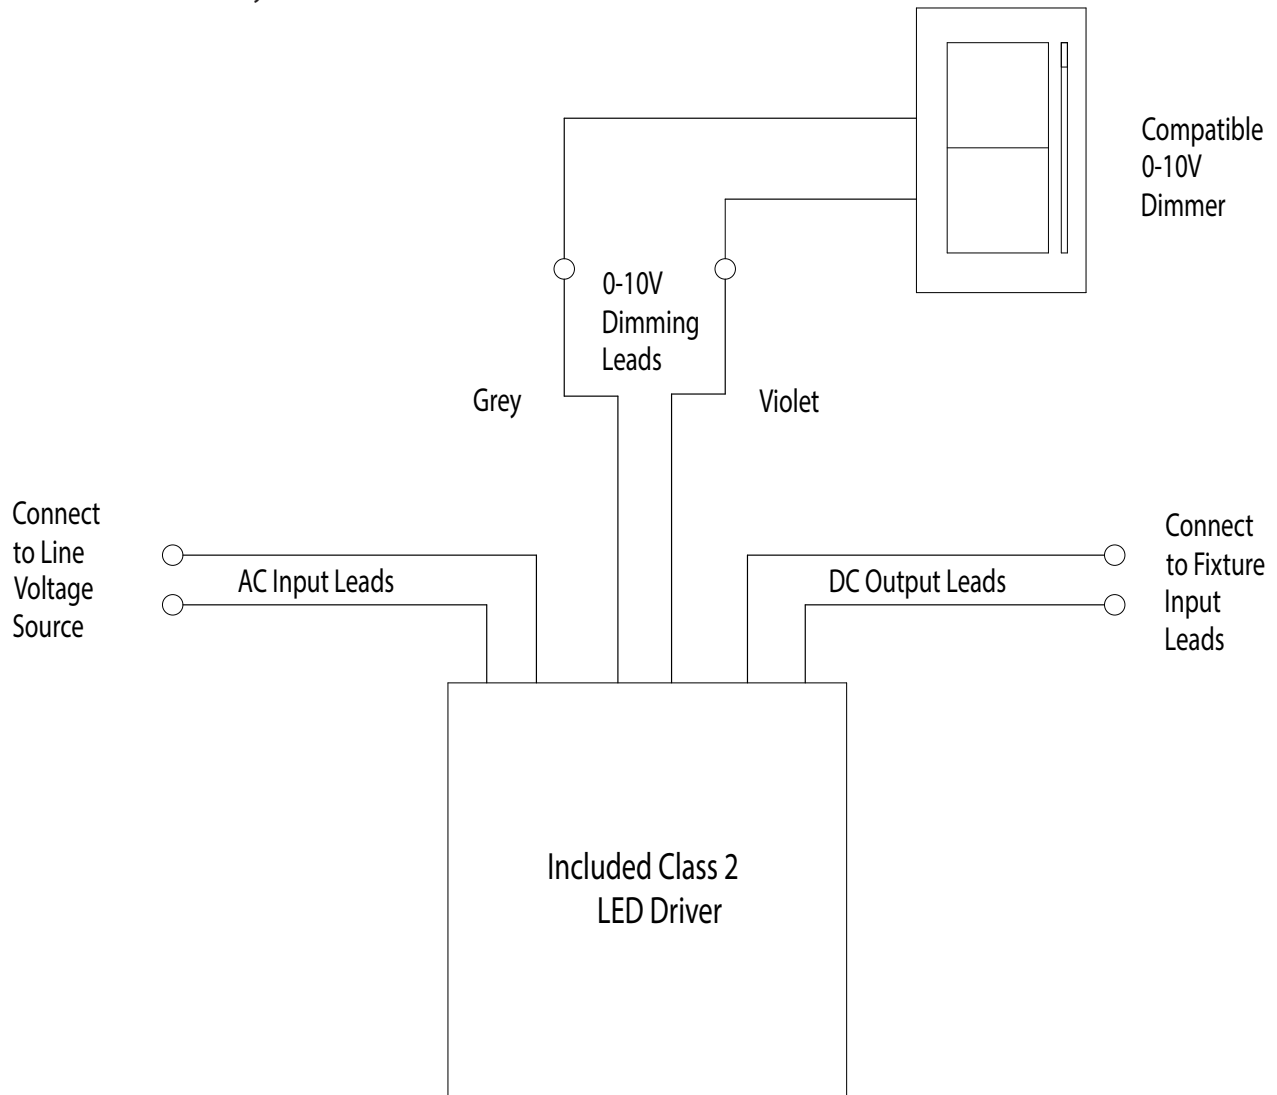 Compatible
0-10V
Dimmer
0-10V
Dimming
Leads
Grey
Violet
Connect
to Line
Voltage
Source
AC Input Leads
DC Output Leads
Connect
to Fixture
Input
Leads
Included Class 2
LED Driver